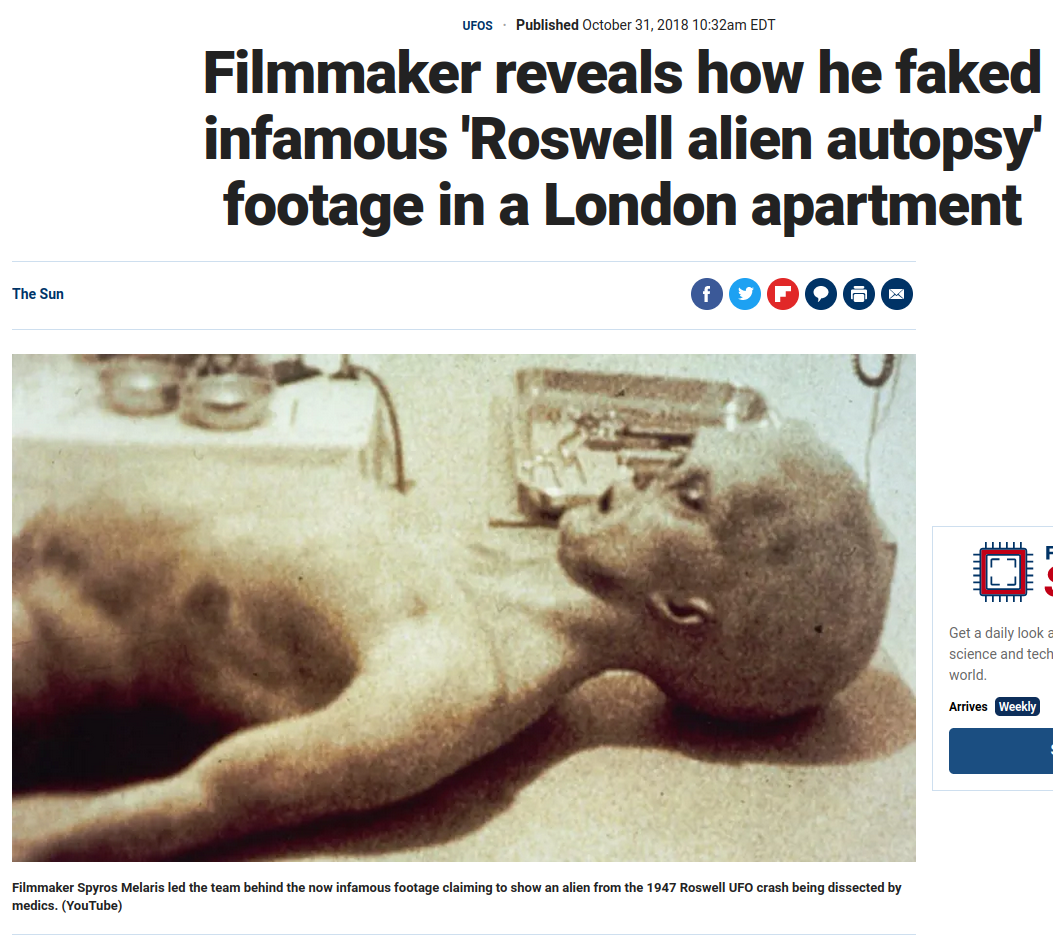 UFOS · Published October 31, 2018 10:32am EDT
Filmmaker reveals how he faked
infamous 'Roswell alien autopsy'
footage in a London apartment
The Sun
Get a daily look a
science and tech
world.
Arrives Weekly
Filmmaker Spyros Melaris led the team behind the now infamous footage claiming to show an alien from the 1947 Roswell UFO crash being dissected by
medics. (YouTube)